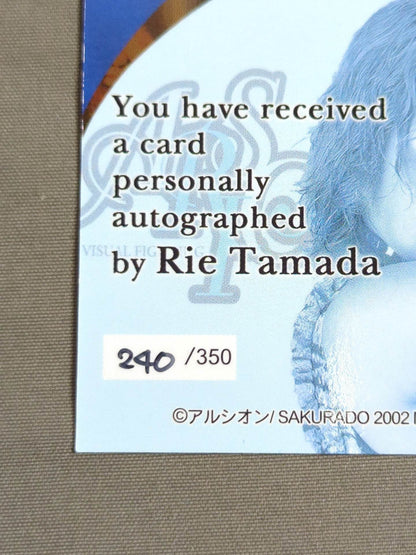 You have received
a card
personally
autographed
by Rie Tamada
240 /350
©アルシオン/ SAKURADO 2002